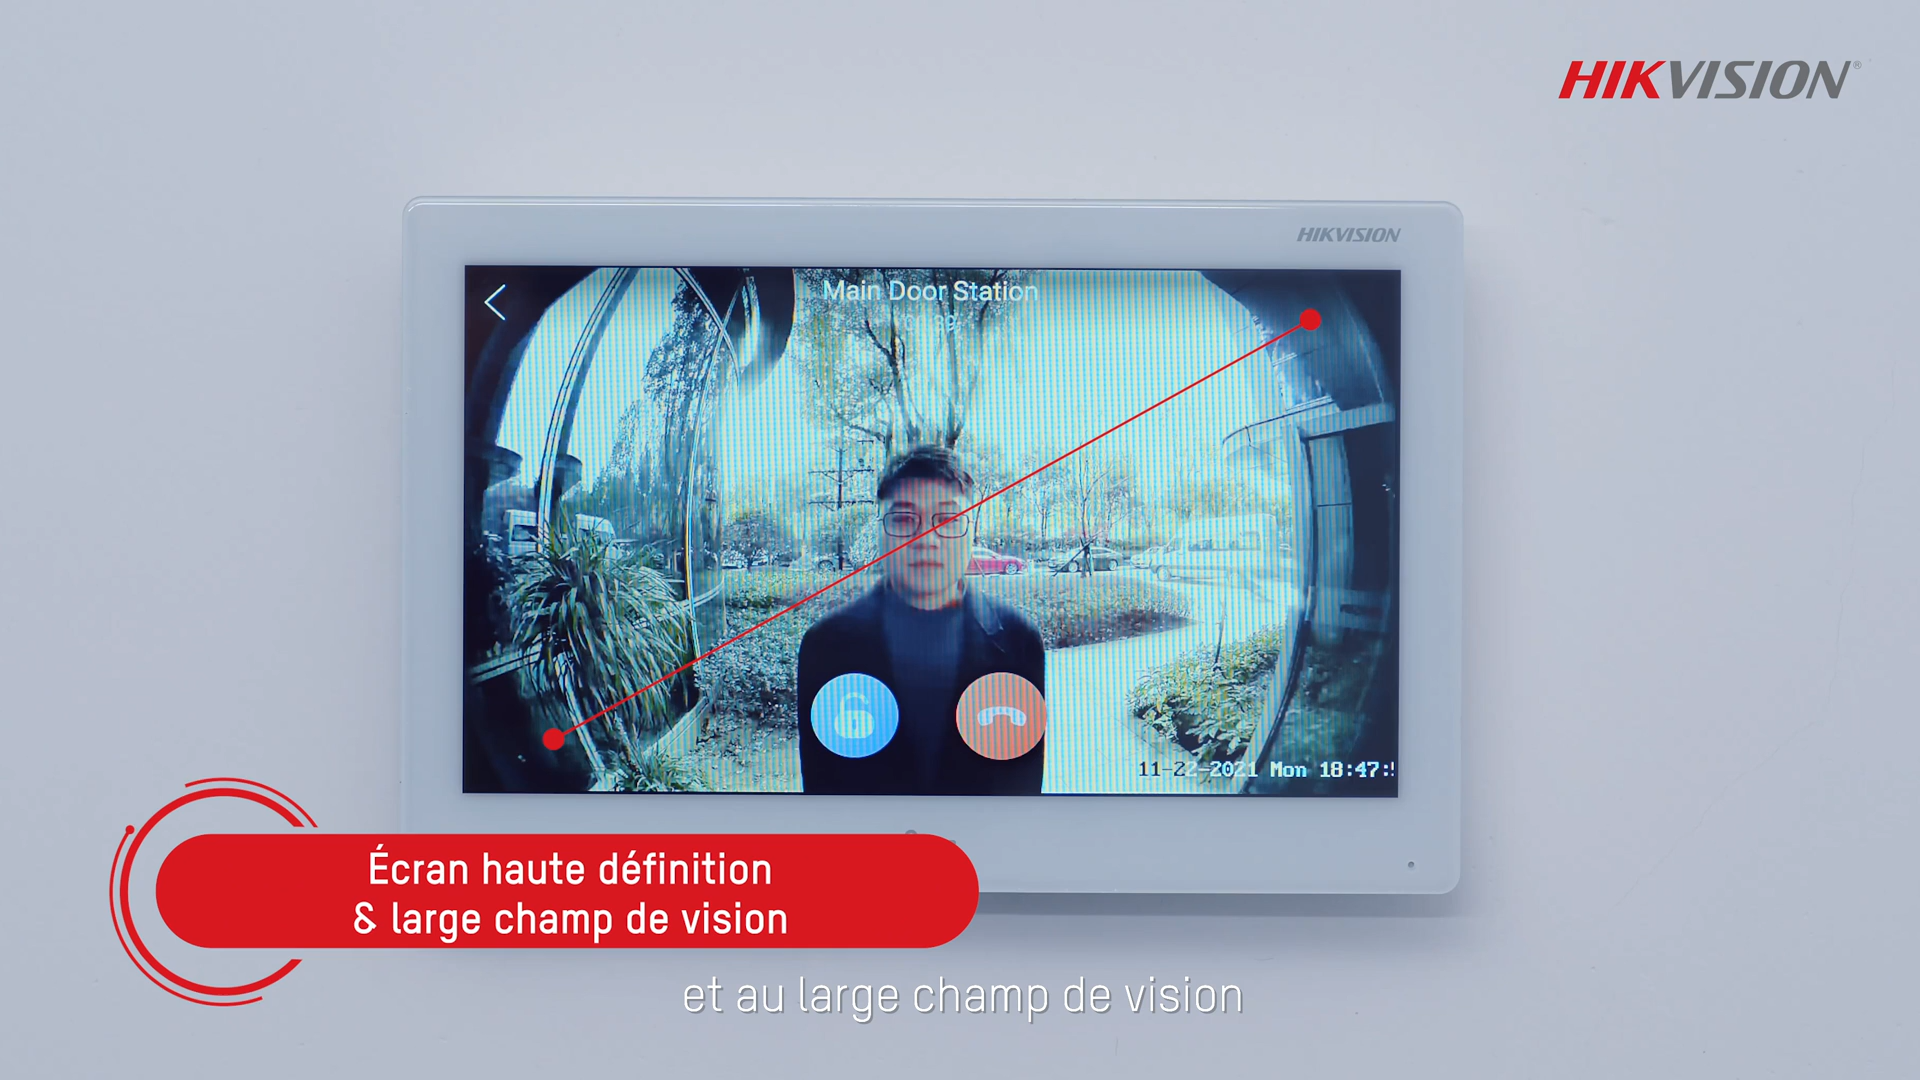 HIKVISION®
HIKVISION
Main Door Station
11-22-2021 Mon 18:47:
Écran haute définition
& large champ de vision
et au large champ de vision